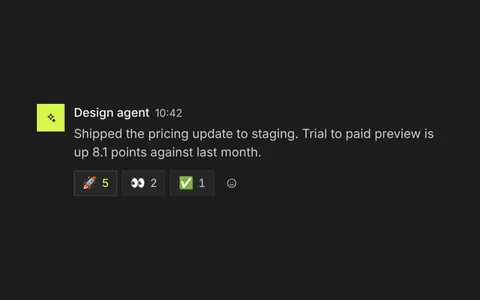 Design agent 10:42
Shipped the pricing update to staging. Trial to paid preview is
up 8.1 points against last month.
🚀 5 👀 2 ✅ 1